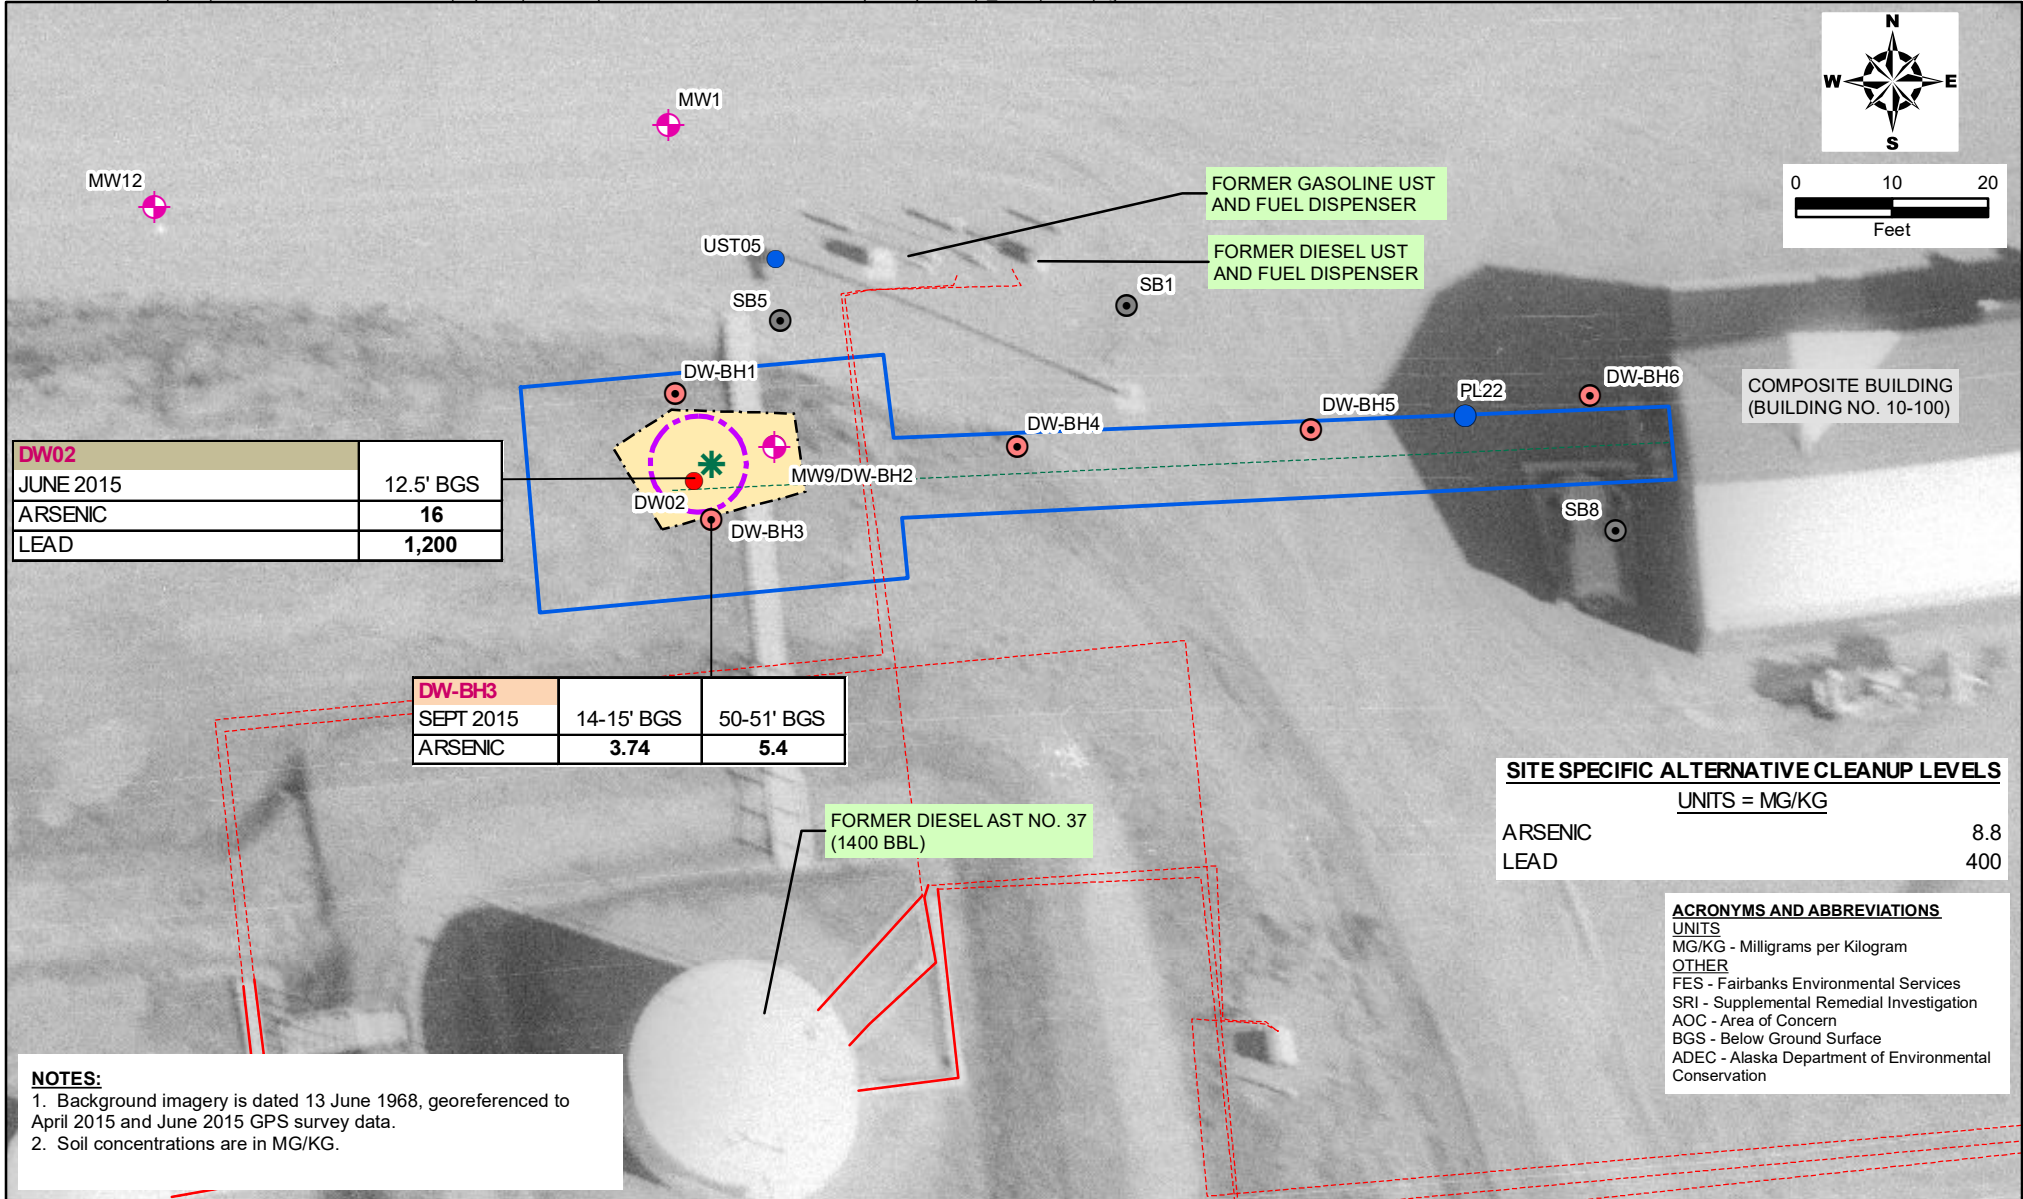 N
W E
S
0 10 20
Feet
MW1
MW12
FORMER GASOLINE UST
AND FUEL DISPENSER
UST05
FORMER DIESEL UST
AND FUEL DISPENSER
SB5
SB1
DW-BH1
DW-BH4
DW-BH5
PL22
DW-BH6
COMPOSITE BUILDING
(BUILDING NO. 10-100)
DW02
JUNE 2015 12.5' BGS
ARSENIC 16
LEAD 1,200
MW9/DW-BH2
DW02
DW-BH3
SB8
DW-BH3
SEPT 2015 14-15' BGS 50-51' BGS
ARSENIC 3.74 5.4
FORMER DIESEL AST NO. 37
(1400 BBL)
SITE SPECIFIC ALTERNATIVE CLEANUP LEVELS
UNITS = MG/KG
ARSENIC 8.8
LEAD 400
ACRONYMS AND ABBREVIATIONS
UNITS
MG/KG - Milligrams per Kilogram
OTHER
FES - Fairbanks Environmental Services
SRI - Supplemental Remedial Investigation
AOC - Area of Concern
BGS - Below Ground Surface
ADEC - Alaska Department of Environmental
Conservation
NOTES:
1. Background imagery is dated 13 June 1968, georeferenced to
April 2015 and June 2015 GPS survey data.
2. Soil concentrations are in MG/KG.